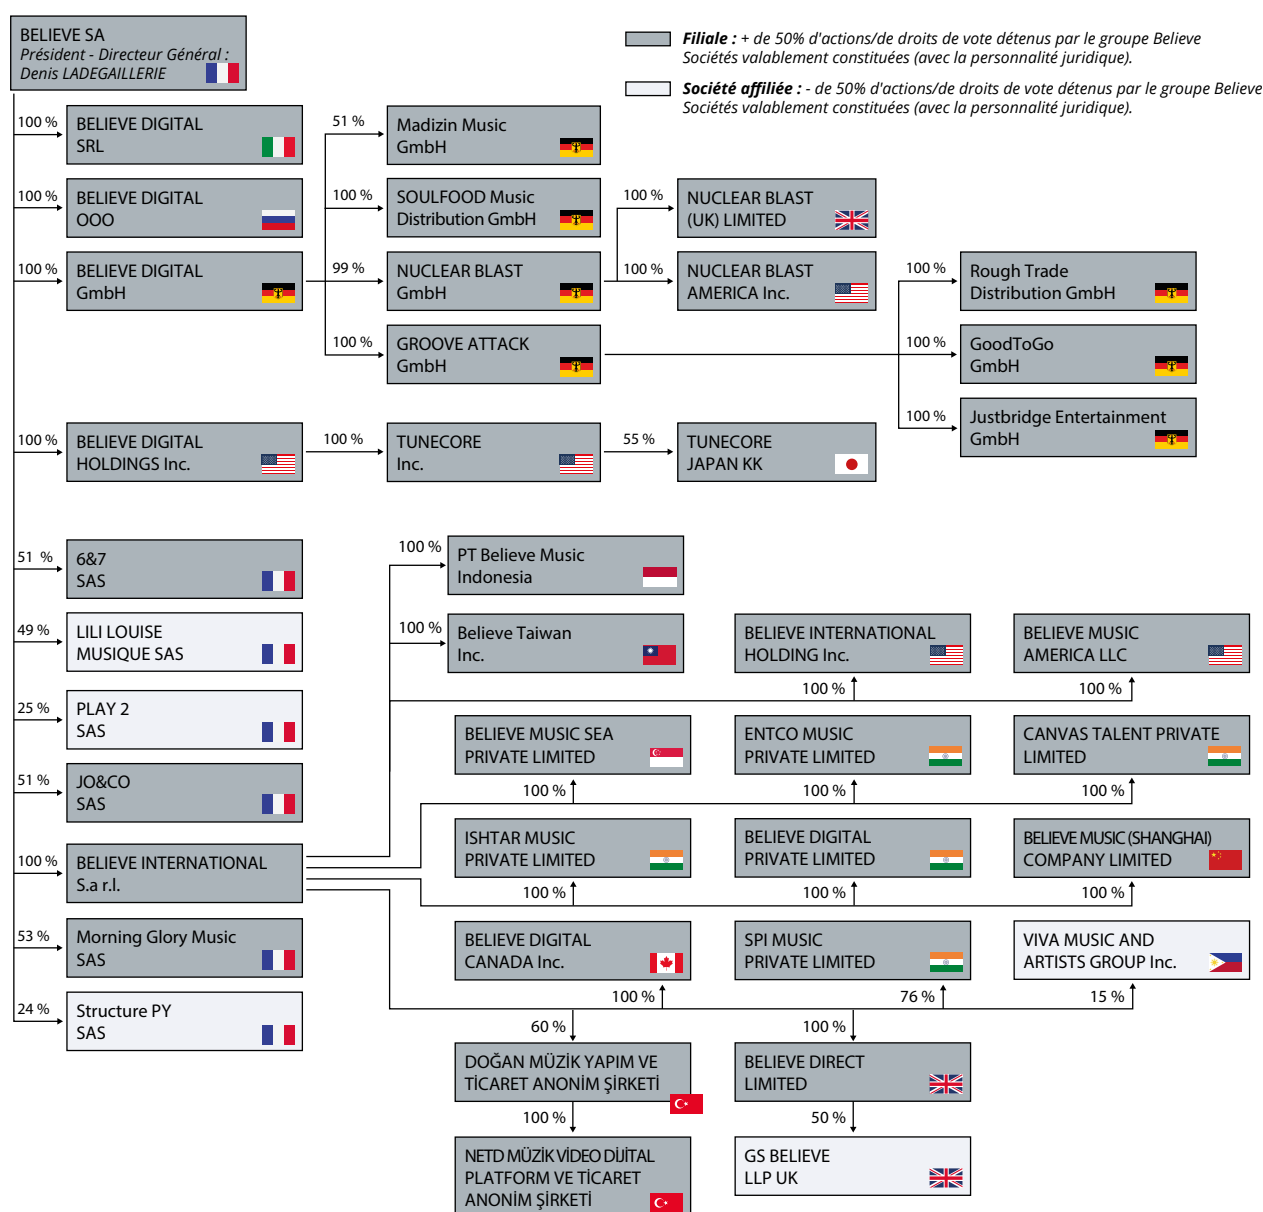 BELIEVE SA
Président - Directeur Général :
Denis LADEGAILLERIE
Filiale : + de 50% d'actions/de droits de vote détenus par le groupe Believe
Sociétés valablement constituées (avec la personnalité juridique).
Société affiliée : - de 50% d'actions/de droits de vote détenus par le groupe Believe
Sociétés valablement constituées (avec la personnalité juridique).
100 %
BELIEVE DIGITAL
SRL
51 %
Madizin Music
GmbH
100 %
BELIEVE DIGITAL
OOO
100 %
SOULFOOD Music
Distribution GmbH
100 %
NUCLEAR BLAST
(UK) LIMITED
100 %
BELIEVE DIGITAL
GmbH
99 %
NUCLEAR BLAST
GmbH
100 %
NUCLEAR BLAST
AMERICA Inc.
100 %
Rough Trade
Distribution GmbH
100 %
GROOVE ATTACK
GmbH
100 %
GoodToGo
GmbH
100 %
Justbridge Entertainment
GmbH
100 %
BELIEVE DIGITAL
HOLDINGS Inc.
100 %
TUNECORE
Inc.
55 %
TUNECORE
JAPAN KK
51 %
6&7
SAS
100 %
PT Believe Music
Indonesia
49 %
LILI LOUISE
MUSIQUE SAS
100 %
Believe Taiwan
Inc.
BELIEVE INTERNATIONAL
HOLDING Inc.
100 %
BELIEVE MUSIC
AMERICA LLC
100 %
25 %
PLAY 2
SAS
BELIEVE MUSIC SEA
PRIVATE LIMITED
100 %
ENTCO MUSIC
PRIVATE LIMITED
100 %
CANVAS TALENT PRIVATE
LIMITED
100 %
51 %
JO&CO
SAS
ISHTAR MUSIC
PRIVATE LIMITED
100 %
BELIEVE DIGITAL
PRIVATE LIMITED
100 %
BELIEVE MUSIC (SHANGHAI)
COMPANY LIMITED
100 %
100 %
BELIEVE INTERNATIONAL
S.a r.l.
53 %
Morning Glory Music
SAS
BELIEVE DIGITAL
CANADA Inc.
100 %
SPI MUSIC
PRIVATE LIMITED
76 %
VIVA MUSIC AND
ARTISTS GROUP Inc.
15 %
24 %
Structure PY
SAS
60 %
DOĞAN MÜZİK YAPIM VE
TİCARET ANONİM ŞİRKETİ
100 %
BELIEVE DIRECT
LIMITED
100 %
NETD MÜZİK VİDEO DİJİTAL
PLATFORM VE TİCARET
ANONİM ŞİRKETİ
50 %
GS BELIEVE
LLP UK